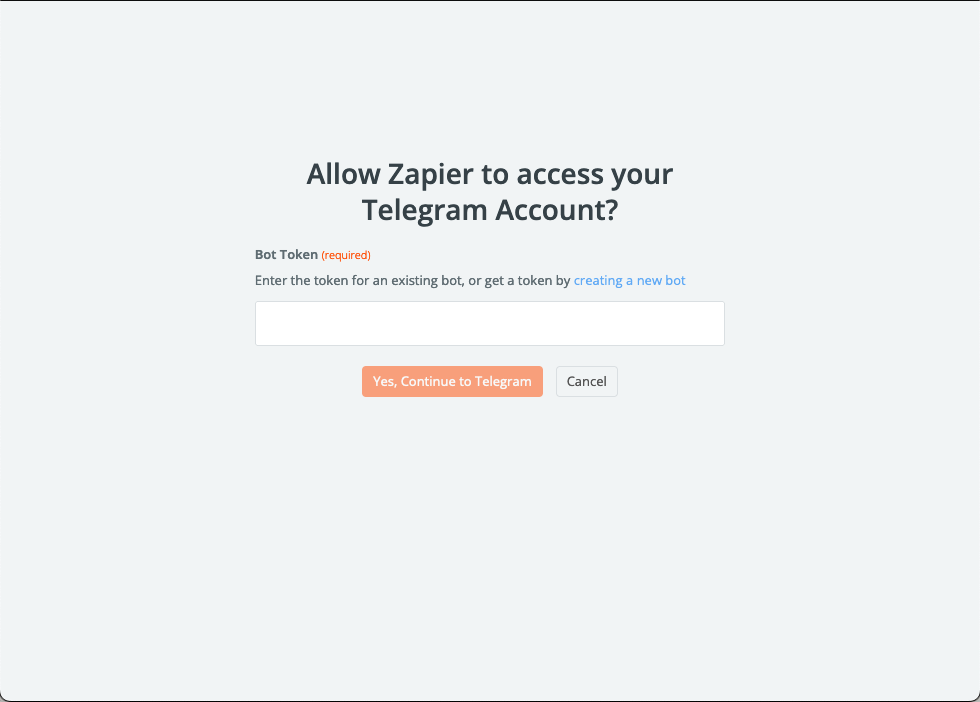 Allow Zapier to access your
Telegram Account?
Bot Token (required)
Enter the token for an existing bot, or get a token by creating a new bot
Yes, Continue to Telegram
Cancel